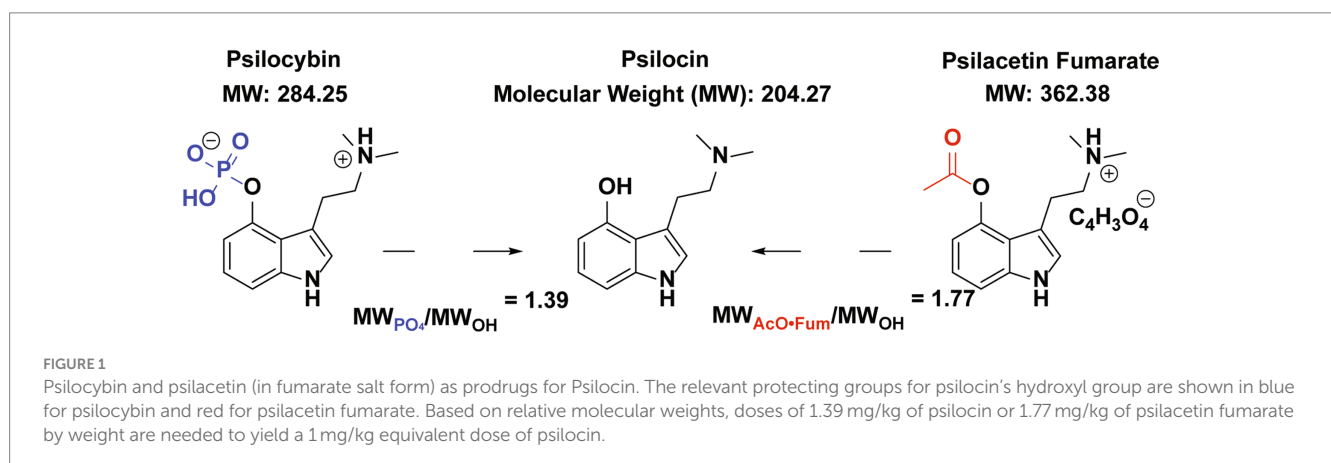 Psilocybin
MW: 284.25
Psilocin
Molecular Weight (MW): 204.27
Psilacetin Fumarate
MW: 362.38
O⊖
O
P
HO
O
H
N
⊕
N
H
OH
N
N
H
O
O
H
N
⊕
C₄H₃O₄⊖
N
H
MW_PO₄/MW_OH = 1.39
MW_AcO•Fum/MW_OH = 1.77
FIGURE 1
Psilocybin and psilacetin (in fumarate salt form) as prodrugs for Psilocin. The relevant protecting groups for psilocin’s hydroxyl group are shown in blue
for psilocybin and red for psilacetin fumarate. Based on relative molecular weights, doses of 1.39 mg/kg of psilocin or 1.77 mg/kg of psilacetin fumarate
by weight are needed to yield a 1 mg/kg equivalent dose of psilocin.